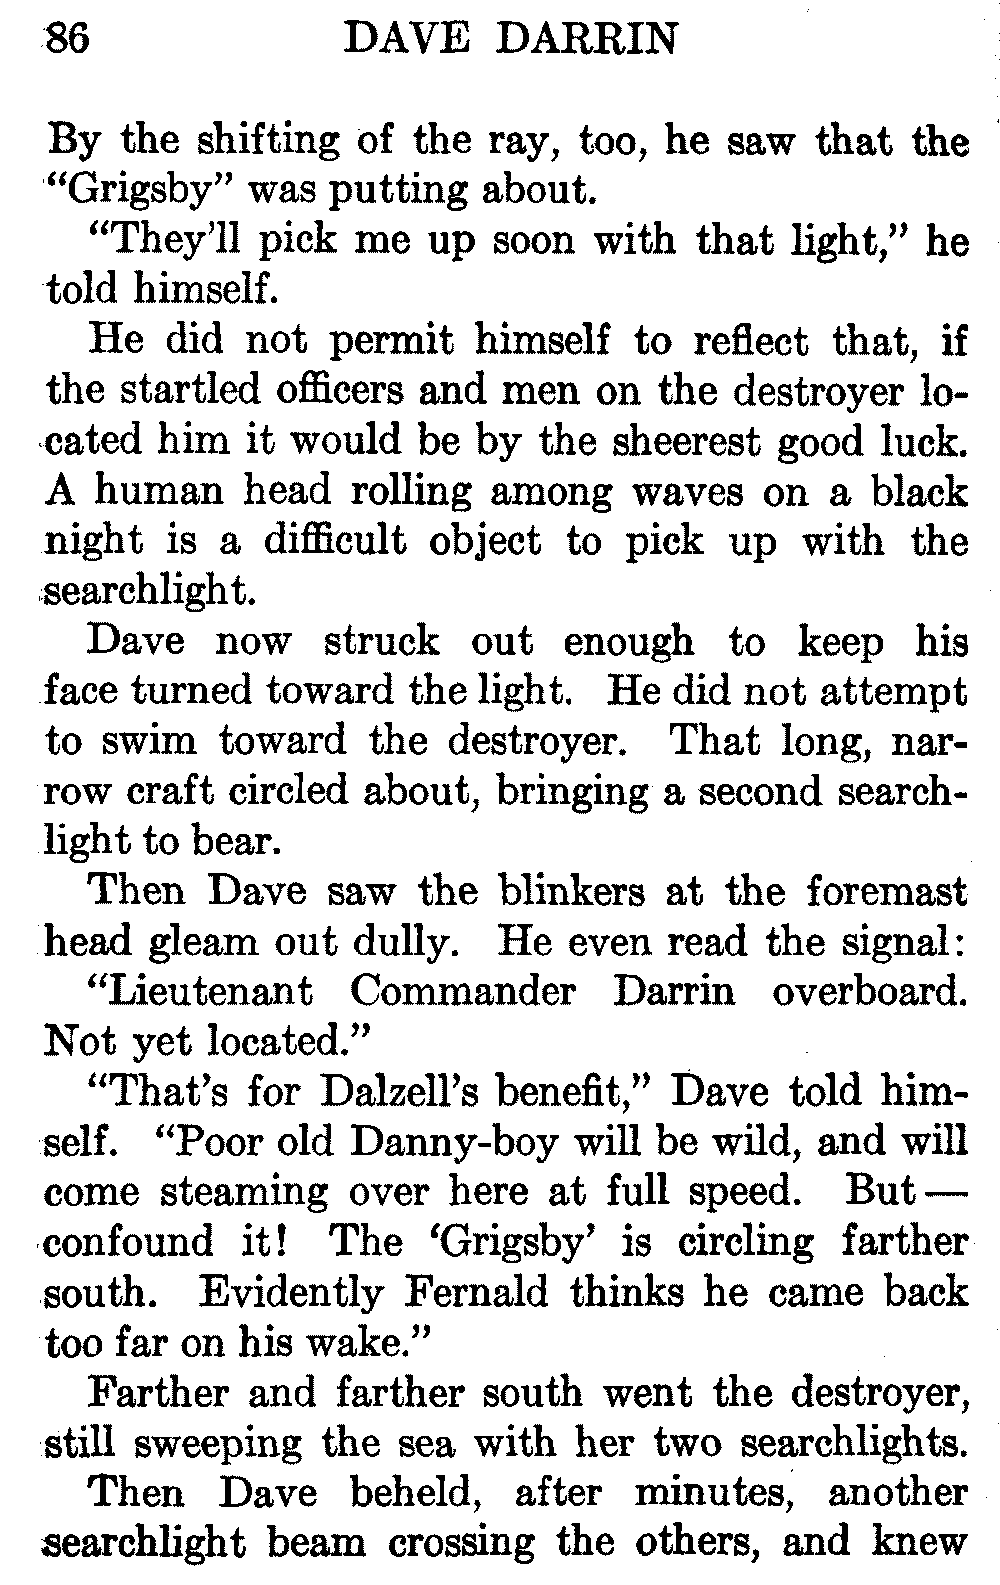 86 DAVE DARRIN
By the shifting of the ray, too, he saw that the
“Grigsby” was putting about.
“They’ll pick me up soon with that light,” he
told himself.
He did not permit himself to reflect that, if
the startled officers and men on the destroyer lo-
cated him it would be by the sheerest good luck.
A human head rolling among waves on a black
night is a difficult object to pick up with the
searchlight.
Dave now struck out enough to keep his
face turned toward the light. He did not attempt
to swim toward the destroyer. That long, nar-
row craft circled about, bringing a second search-
light to bear.
Then Dave saw the blinkers at the foremast
head gleam out dully. He even read the signal:
“Lieutenant Commander Darrin overboard.
Not yet located.”
“That’s for Dalzell’s benefit,” Dave told him-
self. “Poor old Danny-boy will be wild, and will
come steaming over here at full speed. But—
confound it! The ‘Grigsby’ is circling farther
south. Evidently Fernald thinks he came back
too far on his wake.”
Farther and farther south went the destroyer,
still sweeping the sea with her two searchlights.
Then Dave beheld, after minutes, another
searchlight beam crossing the others, and knew